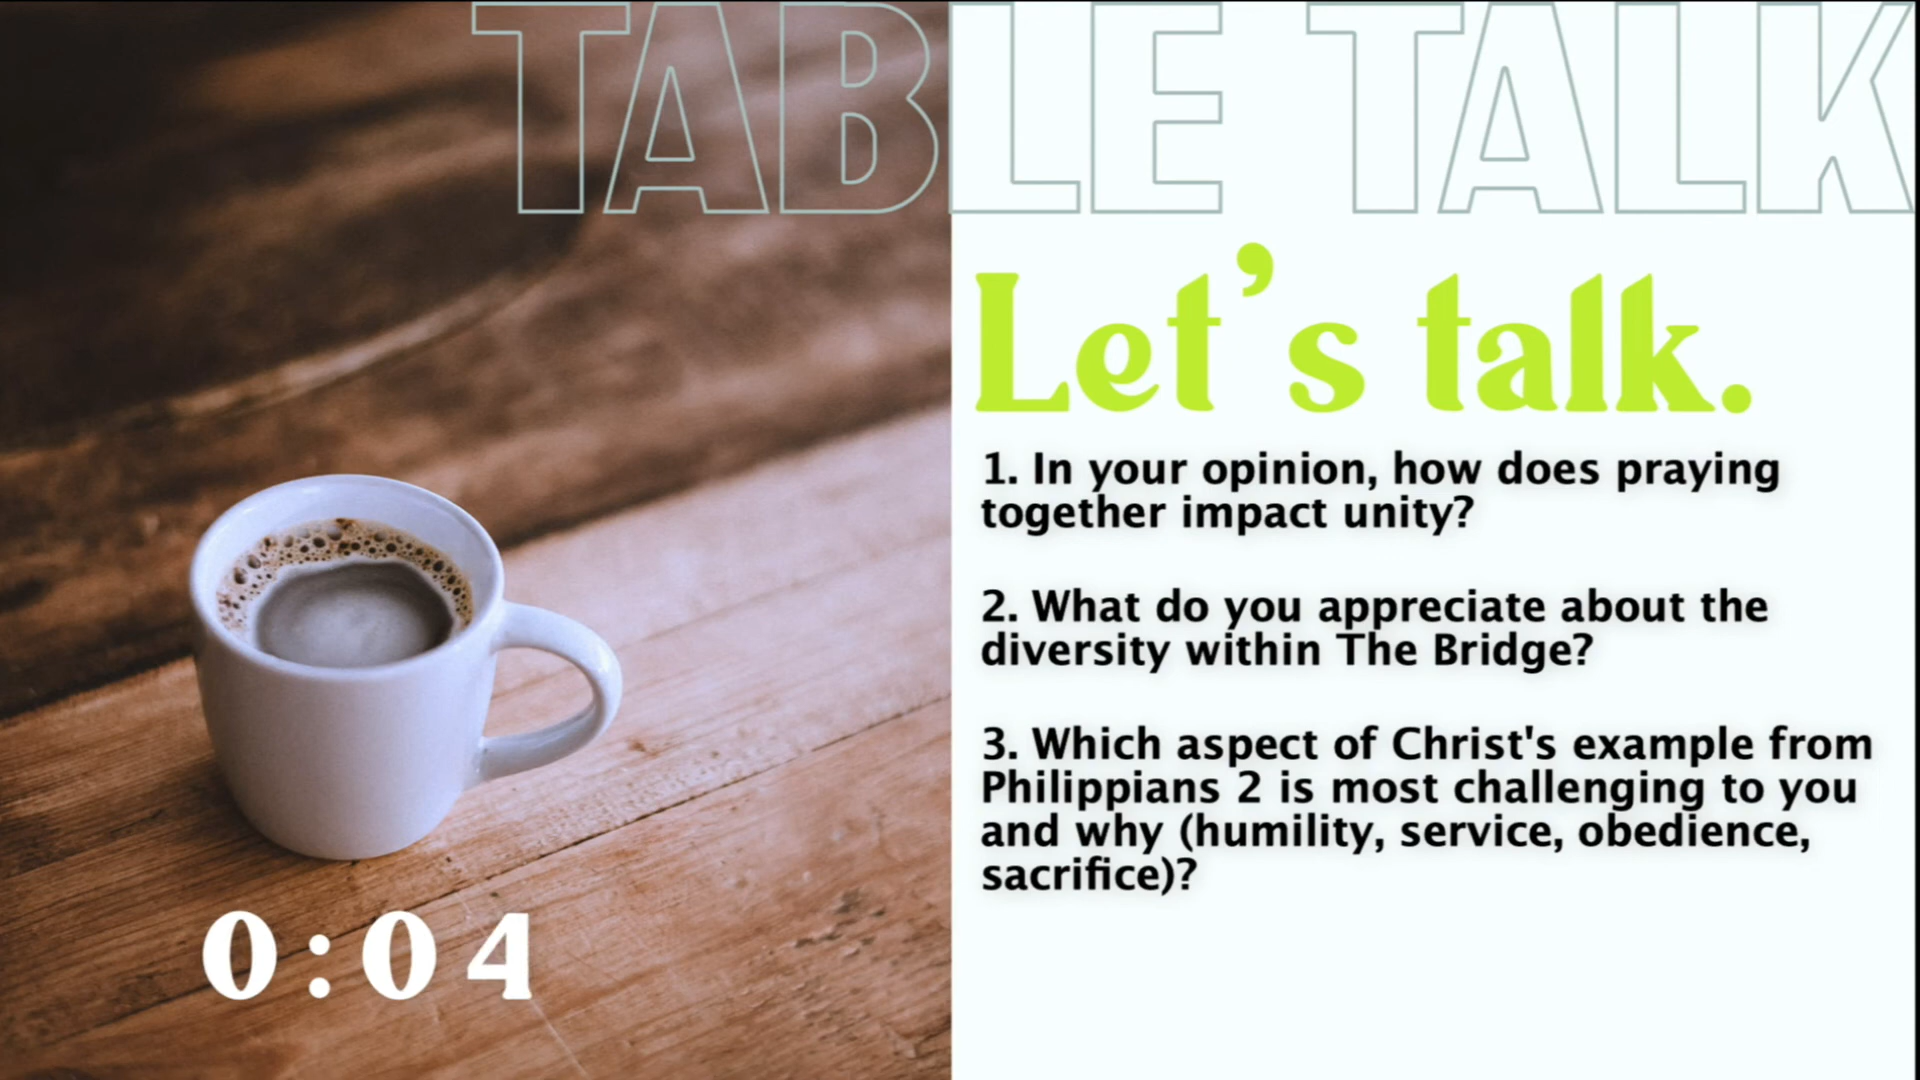 TABLE TALK
Let's talk.
1. In your opinion, how does praying
together impact unity?
2. What do you appreciate about the
diversity within The Bridge?
3. Which aspect of Christ's example from
Philippians 2 is most challenging to you
and why (humility, service, obedience,
sacrifice)?
0:04